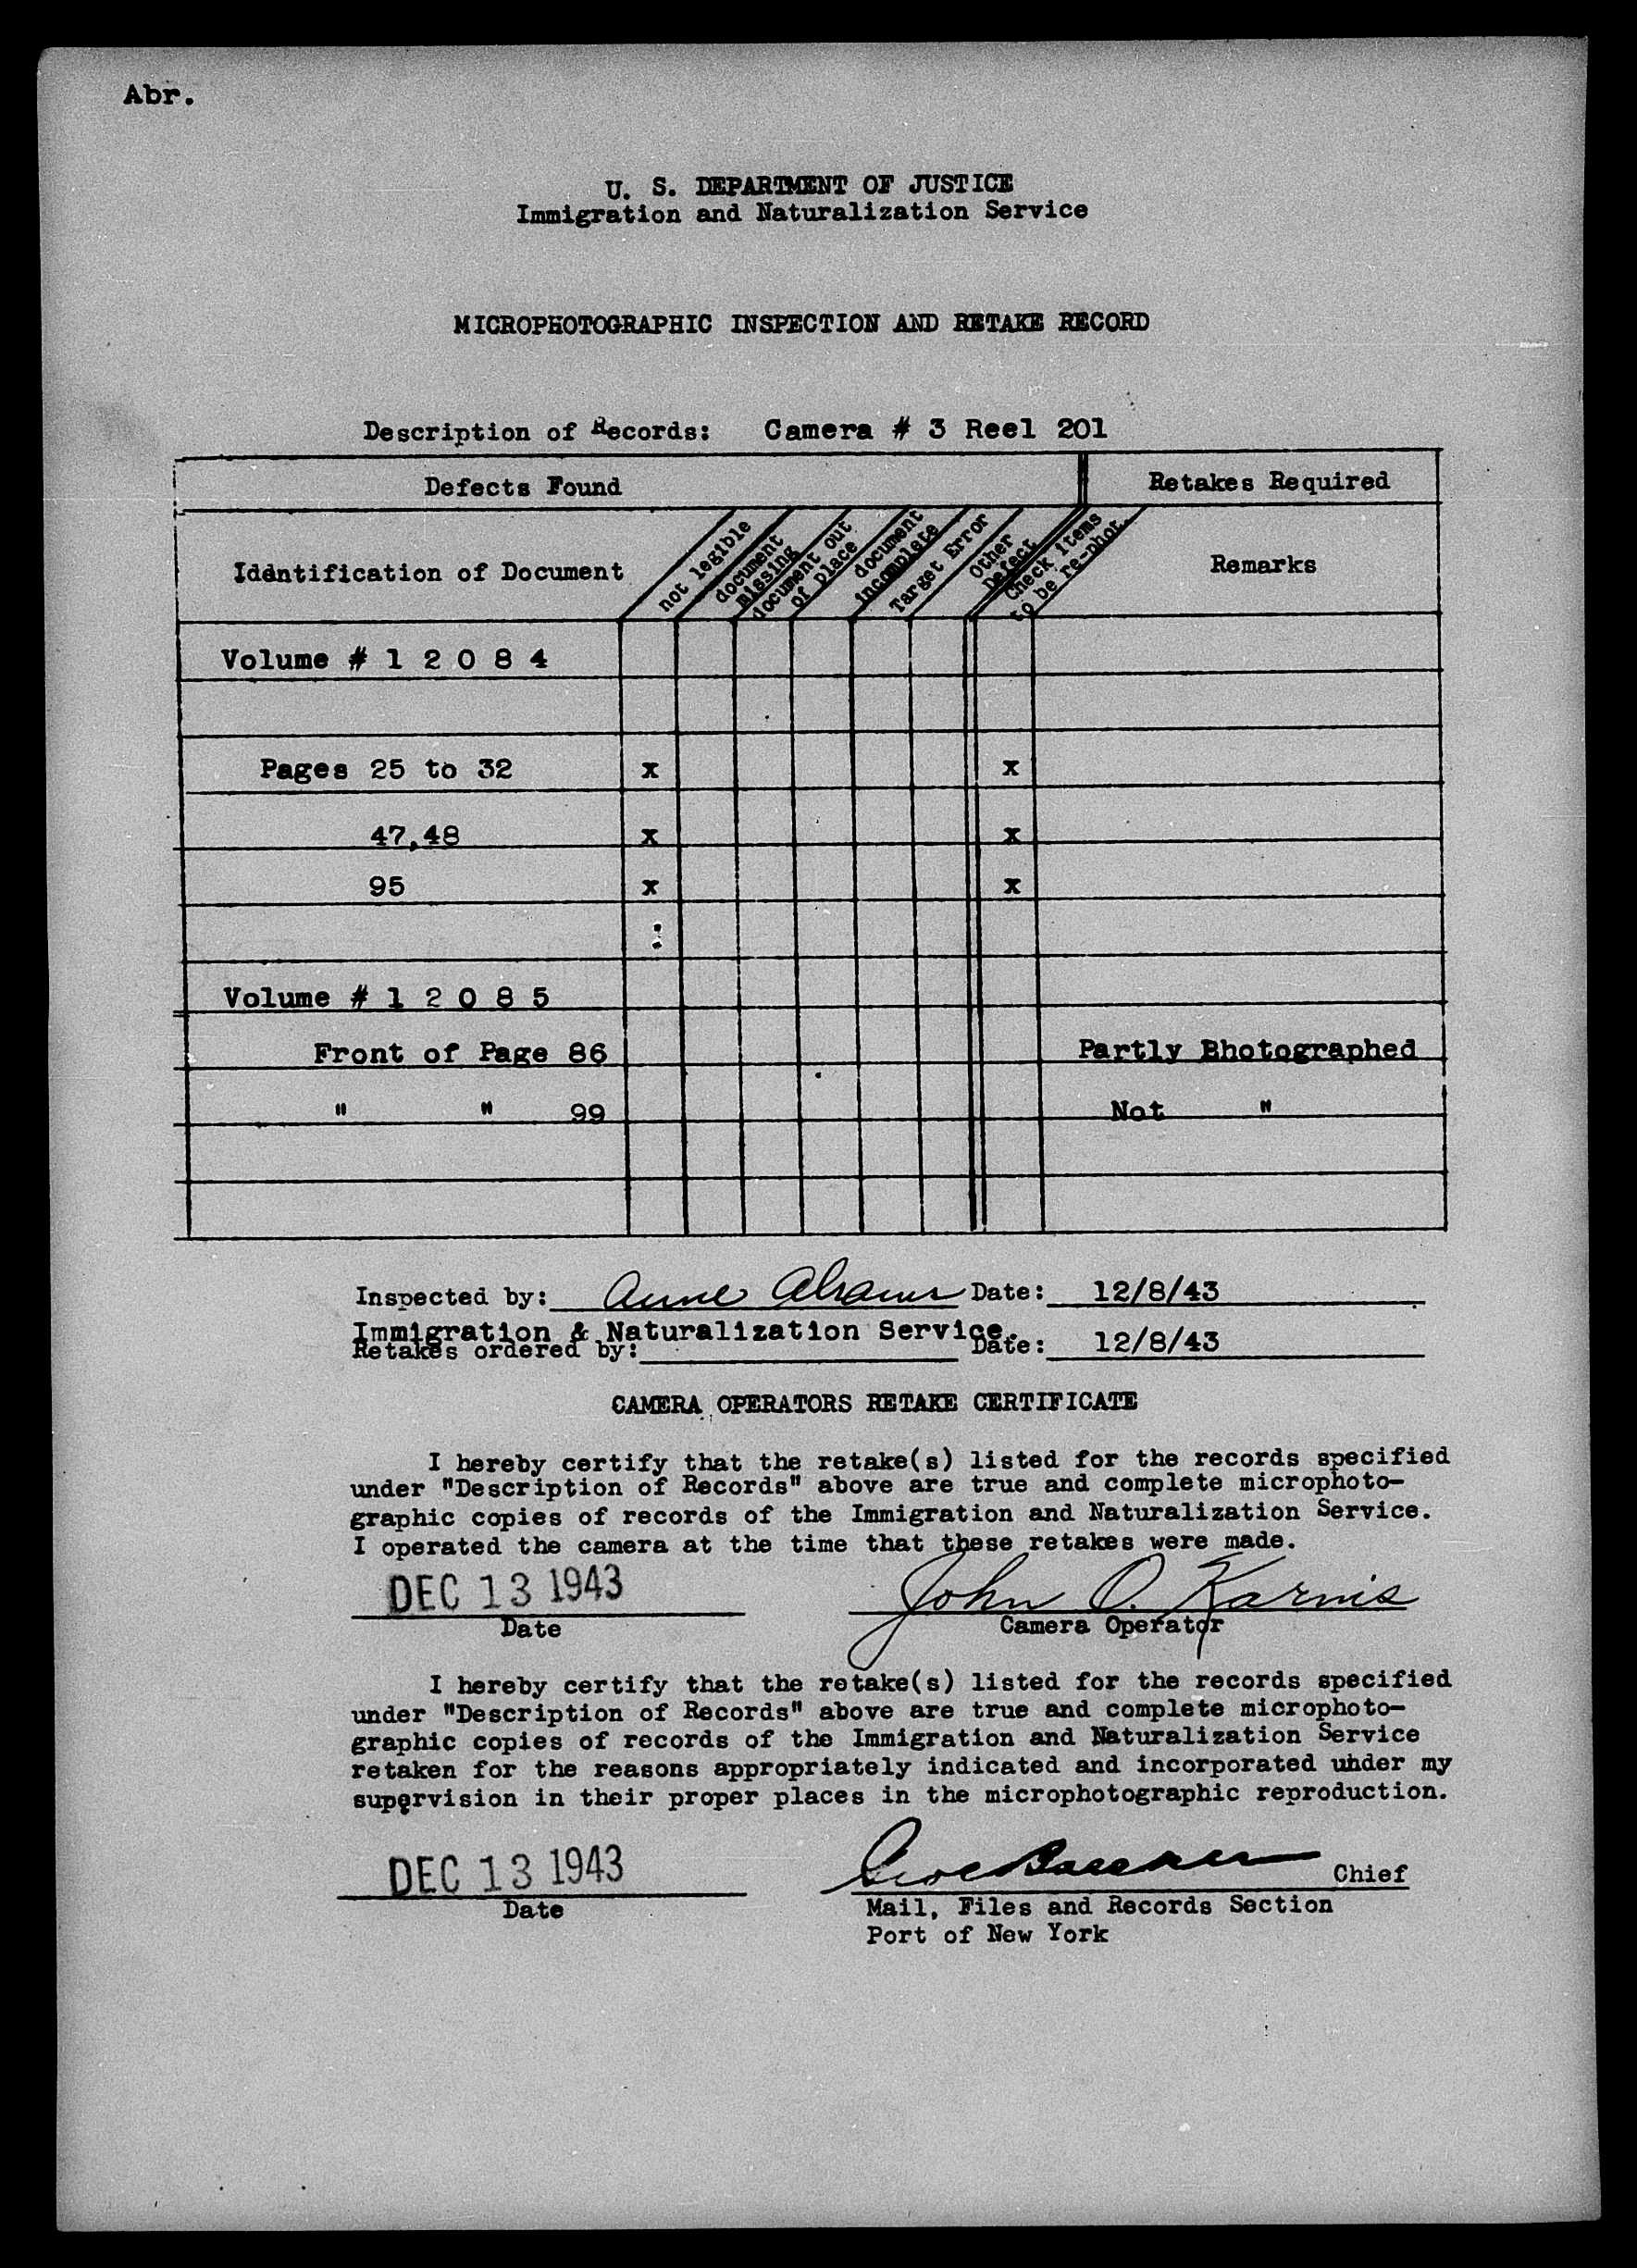 Abr.
U. S. DEPARTMENT OF JUSTICE
Immigration and Naturalization Service
MICROPHOTOGRAPHIC INSPECTION AND RETAKE RECORD
Description of Records: Camera # 3 Reel 201
Defects Found Retakes Required
Identification of Document
not legible
document missing
document out of place
document incomplete
Target Error
Other Defect
Check items to be re-phot.
Remarks
Volume # 1 2 0 8 4
Pages 25 to 32 x x
47,48 x x
95 x x
Volume # 1 2 0 8 5
Front of Page 86 Partly Photographed
" " 99 Not "
Inspected by: Anne Abrams Date: 12/8/43
Immigration & Naturalization Service.
Retakes ordered by: Date: 12/8/43
CAMERA OPERATORS RETAKE CERTIFICATE
I hereby certify that the retake(s) listed for the records specified
under "Description of Records" above are true and complete microphoto-
graphic copies of records of the Immigration and Naturalization Service.
I operated the camera at the time that these retakes were made.
DEC 13 1943 John O. Karnis
Date Camera Operator
I hereby certify that the retake(s) listed for the records specified
under "Description of Records" above are true and complete microphoto-
graphic copies of records of the Immigration and Naturalization Service
retaken for the reasons appropriately indicated and incorporated under my
supervision in their proper places in the microphotographic reproduction.
DEC 13 1943 Chief
Date Mail, Files and Records Section
Port of New York